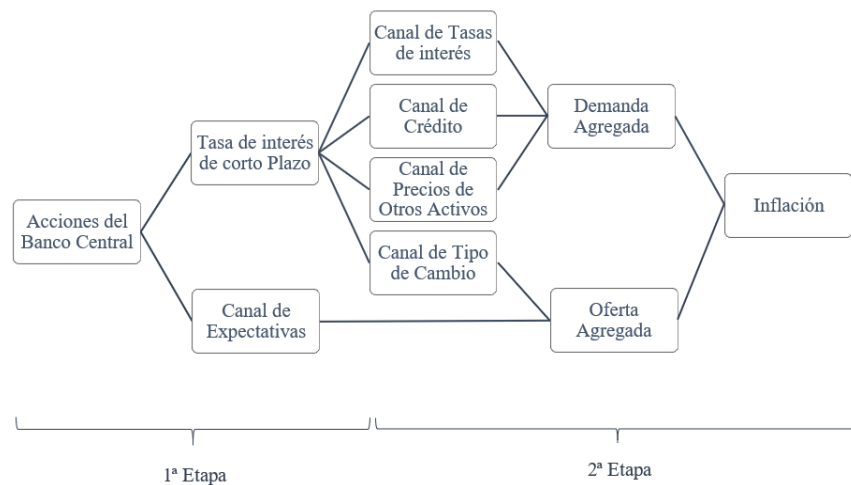 Canal de Tasas
de interés
Canal de
Crédito
Demanda
Agregada
Tasa de interés
de corto Plazo
Canal de
Precios de
Otros Activos
Inflación
Acciones del
Banco Central
Canal de Tipo
de Cambio
Canal de
Expectativas
Oferta
Agregada
1ª Etapa
2ª Etapa